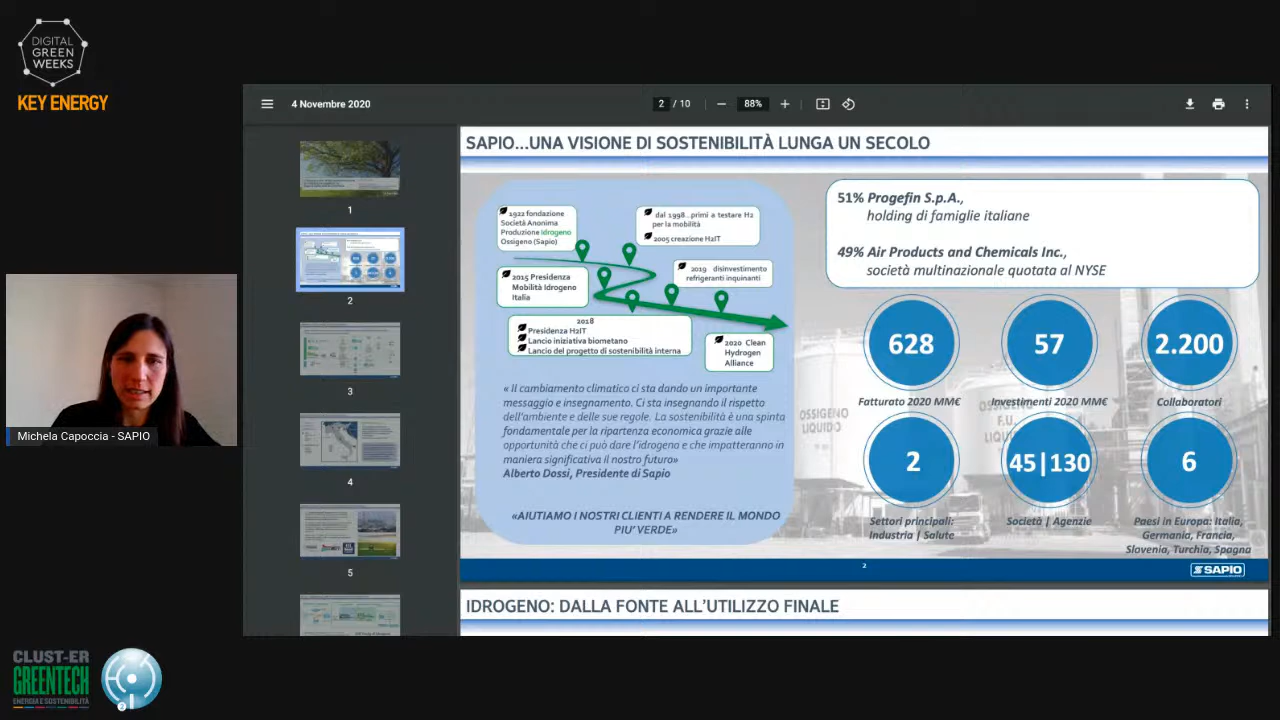 DIGITAL
GREEN
WEEKS
KEY ENERGY
4 Novembre 2020
2 / 10
88%
1
2
3
4
5
Michela Capoccia - SAPIO
SAPIO...UNA VISIONE DI SOSTENIBILITÀ LUNGA UN SECOLO
1922 fondazione
Società Anonima
Produzione Idrogeno
Ossigeno (Sapio)
dal 1998...primi a testare H2
per la mobilità
2005 creazione H2IT
2015 Presidenza
Mobilità Idrogeno
Italia
2019 disinvestimento
refrigeranti inquinanti
2018
Presidenza H2IT
Lancio iniziativa biometano
Lancio del progetto di sostenibilità interna
2020 Clean
Hydrogen
Alliance
« Il cambiamento climatico ci sta dando un importante
messaggio e insegnamento. Ci sta insegnando il rispetto
dell'ambiente e delle sue regole. La sostenibilità è una spinta
fondamentale per la ripartenza economica grazie alle
opportunità che ci può dare l'idrogeno e che impatteranno in
maniera significativa il nostro futuro»
Alberto Dossi, Presidente di Sapio
«AIUTIAMO I NOSTRI CLIENTI A RENDERE IL MONDO
PIU' VERDE»
51% Progefin S.p.A.,
holding di famiglie italiane
49% Air Products and Chemicals Inc.,
società multinazionale quotata al NYSE
628
Fatturato 2020 MM€
57
Investimenti 2020 MM€
2.200
Collaboratori
OSSIGENO
LIQUIDO
OSSIGENO
F.U.
LIQUIDO
2
Settori principali:
Industria | Salute
45|130
Società | Agenzie
6
Paesi in Europa: Italia,
Germania, Francia,
Slovenia, Turchia, Spagna
2
SAPIO
IDROGENO: DALLA FONTE ALL'UTILIZZO FINALE
CLUST-ER
GREENTECH
ENERGIA E SOSTENIBILITÀ
2